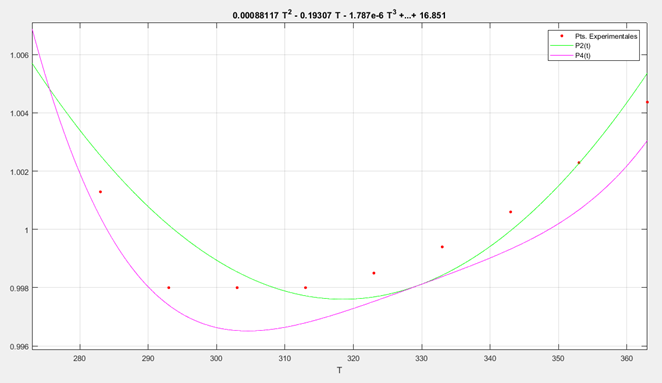 0.00088117 T² - 0.19307 T - 1.787e-6 T³ +...+ 16.851
Pts. Experimentales
P2(t)
P4(t)
1.006
1.004
1.002
1
0.998
0.996
280 290 300 310 320 330 340 350 360
T